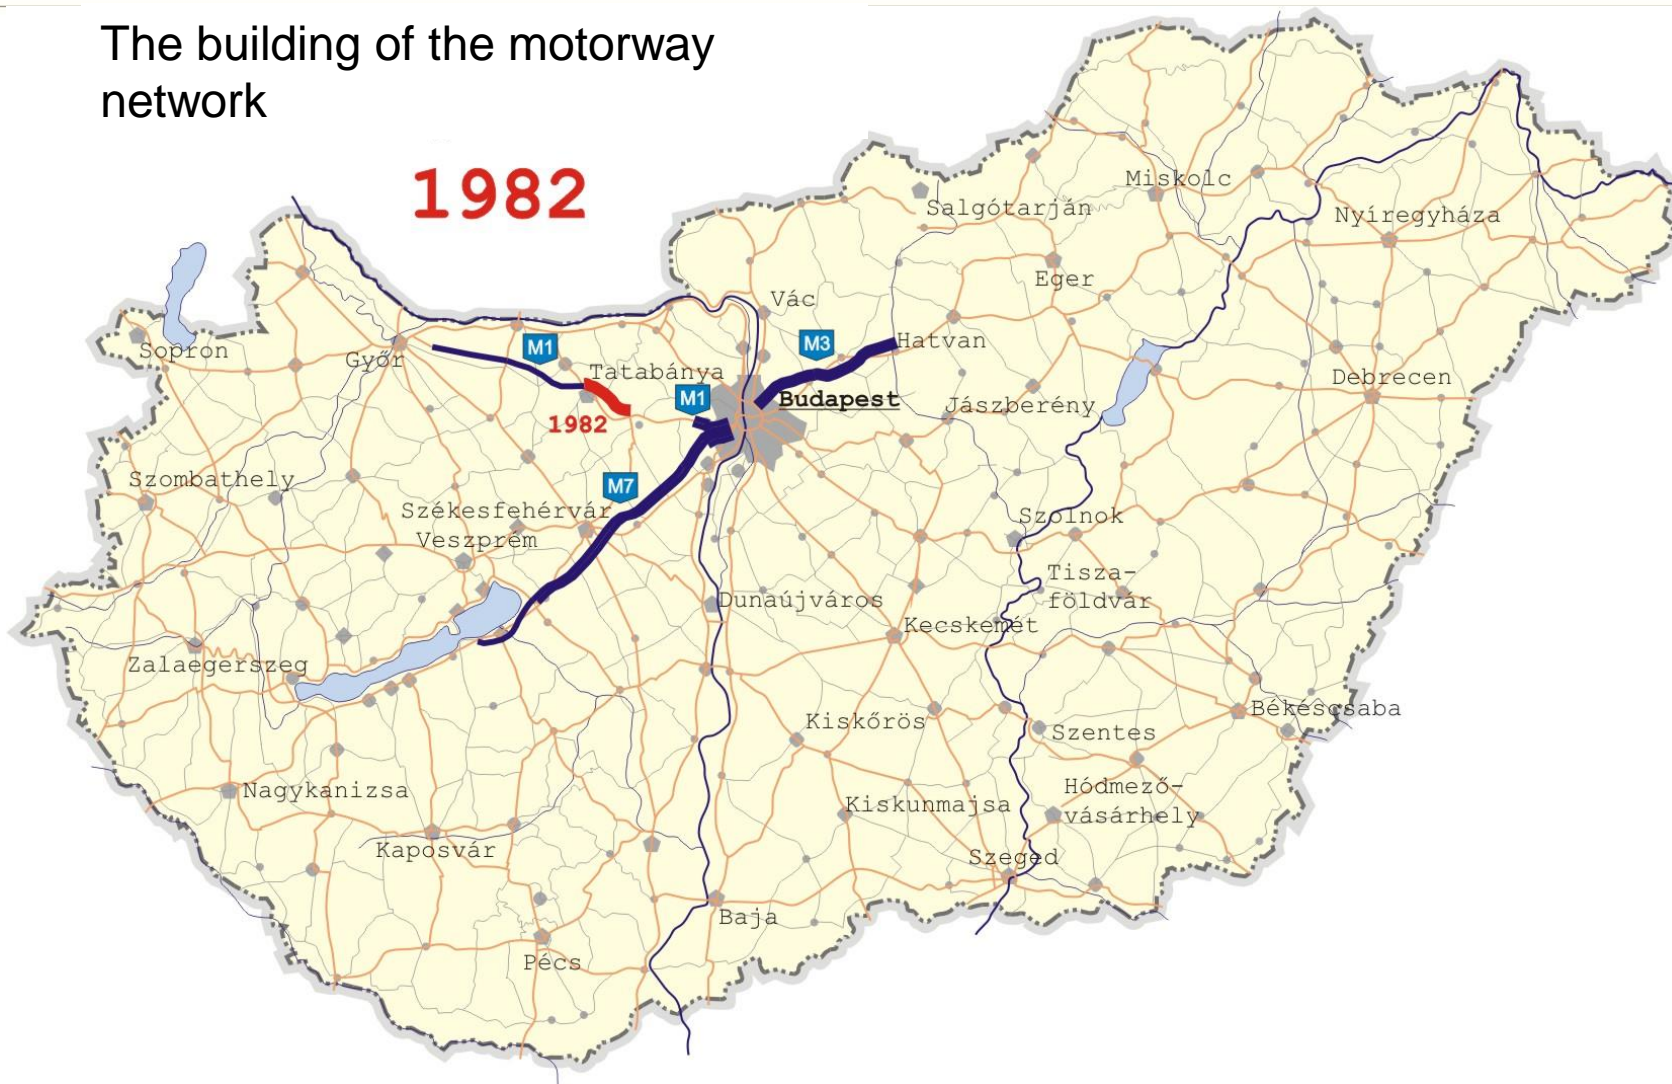 The building of the motorway
network
1982
Miskolc
Salgótarján
Nyíregyháza
Eger
Vác
M3
Hatvan
Sopron
Győr
M1
Tatabánya
M1
Budapest
Jászberény
Debrecen
1982
Szombathely
M7
Székesfehérvár
Veszprém
Szolnok
Tisza-
földvár
Dunaújváros
Kecskemét
Zalaegerszeg
Békéscsaba
Kiskőrös
Szentes
Nagykanizsa
Hódmező-
vásárhely
Kiskunmajsa
Kaposvár
Szeged
Baja
Pécs